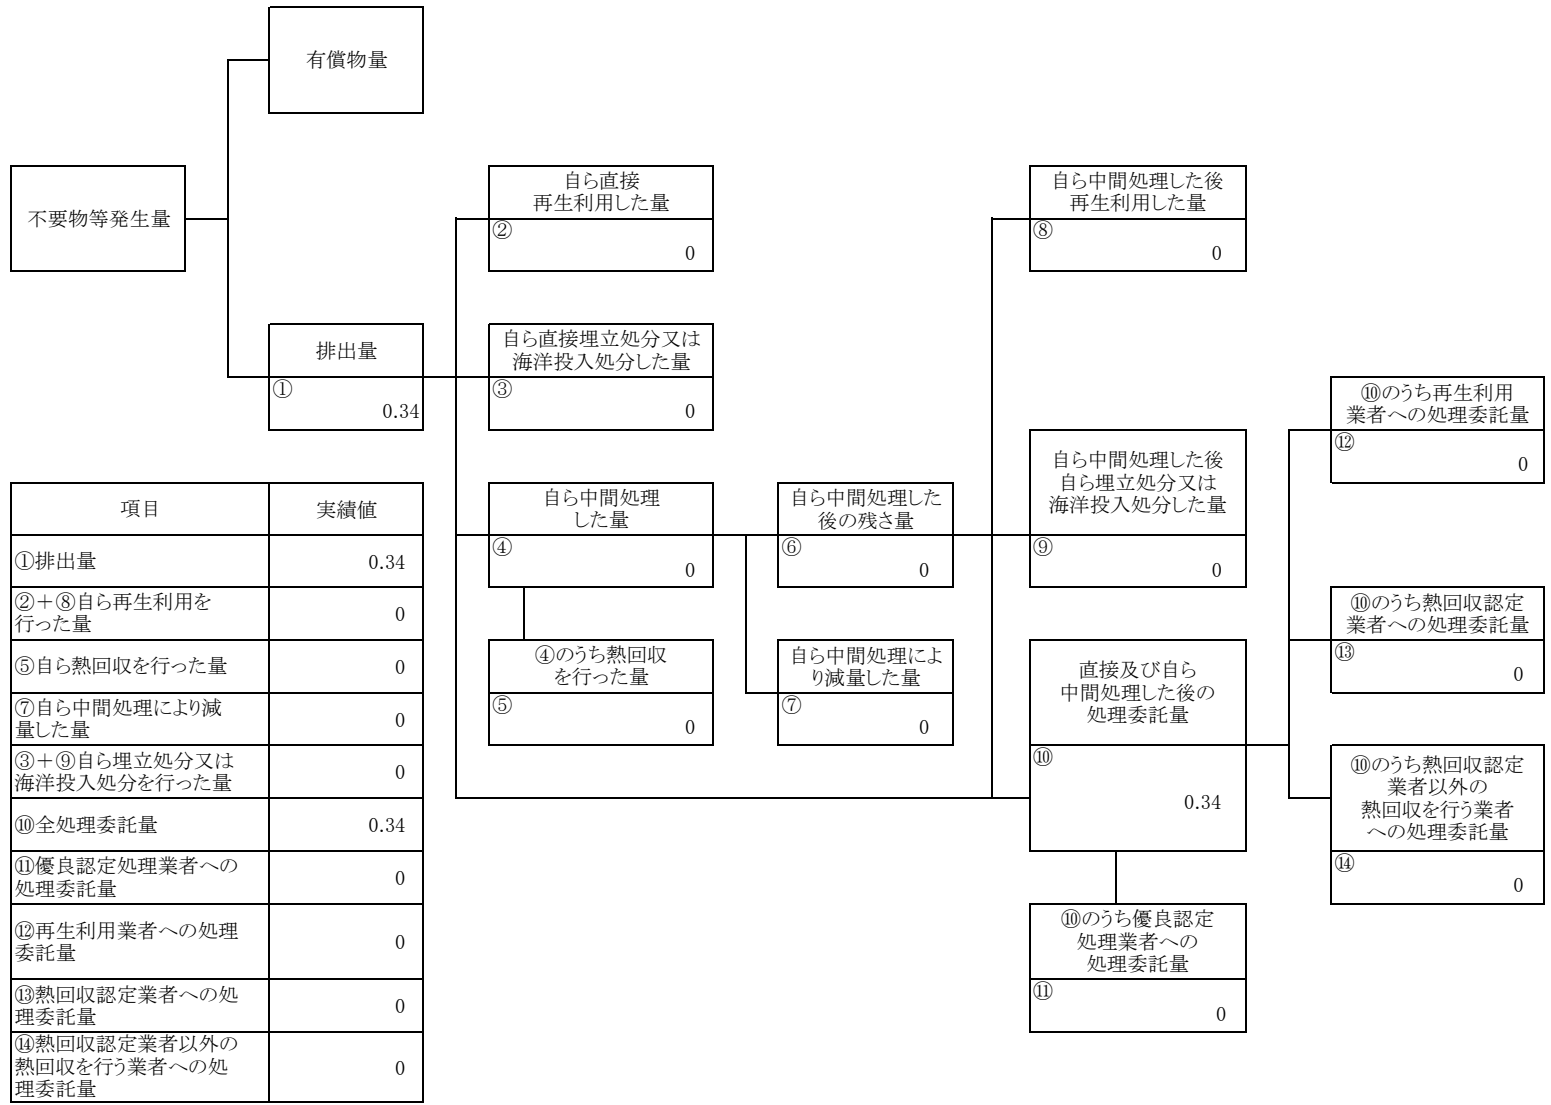 有償物量
不要物等発生量
自ら直接
再生利用した量
②
0
自ら中間処理した後
再生利用した量
⑧
0
排出量
①
0.34
自ら直接埋立処分又は
海洋投入処分した量
③
0
⑩のうち再生利用
業者への処理委託量
⑫
0
自ら中間処理した後
自ら埋立処分又は
海洋投入処分した量
⑨
0
自ら中間処理
した量
④
0
自ら中間処理した
後の残さ量
⑥
0
⑩のうち熱回収認定
業者への処理委託量
⑬
0
④のうち熱回収
を行った量
⑤
0
自ら中間処理によ
り減量した量
⑦
0
直接及び自ら
中間処理した後の
処理委託量
⑩
0.34
⑩のうち熱回収認定
業者以外の
熱回収を行う業者
への処理委託量
⑭
0
⑩のうち優良認定
処理業者への
処理委託量
⑪
0
項目 実績値
①排出量 0.34
②＋⑧自ら再生利用を
行った量 0
⑤自ら熱回収を行った量 0
⑦自ら中間処理により減
量した量 0
③＋⑨自ら埋立処分又は
海洋投入処分を行った量 0
⑩全処理委託量 0.34
⑪優良認定処理業者への
処理委託量 0
⑫再生利用業者への処理
委託量 0
⑬熱回収認定業者への処
理委託量 0
⑭熱回収認定業者以外の
熱回収を行う業者への処
理委託量 0